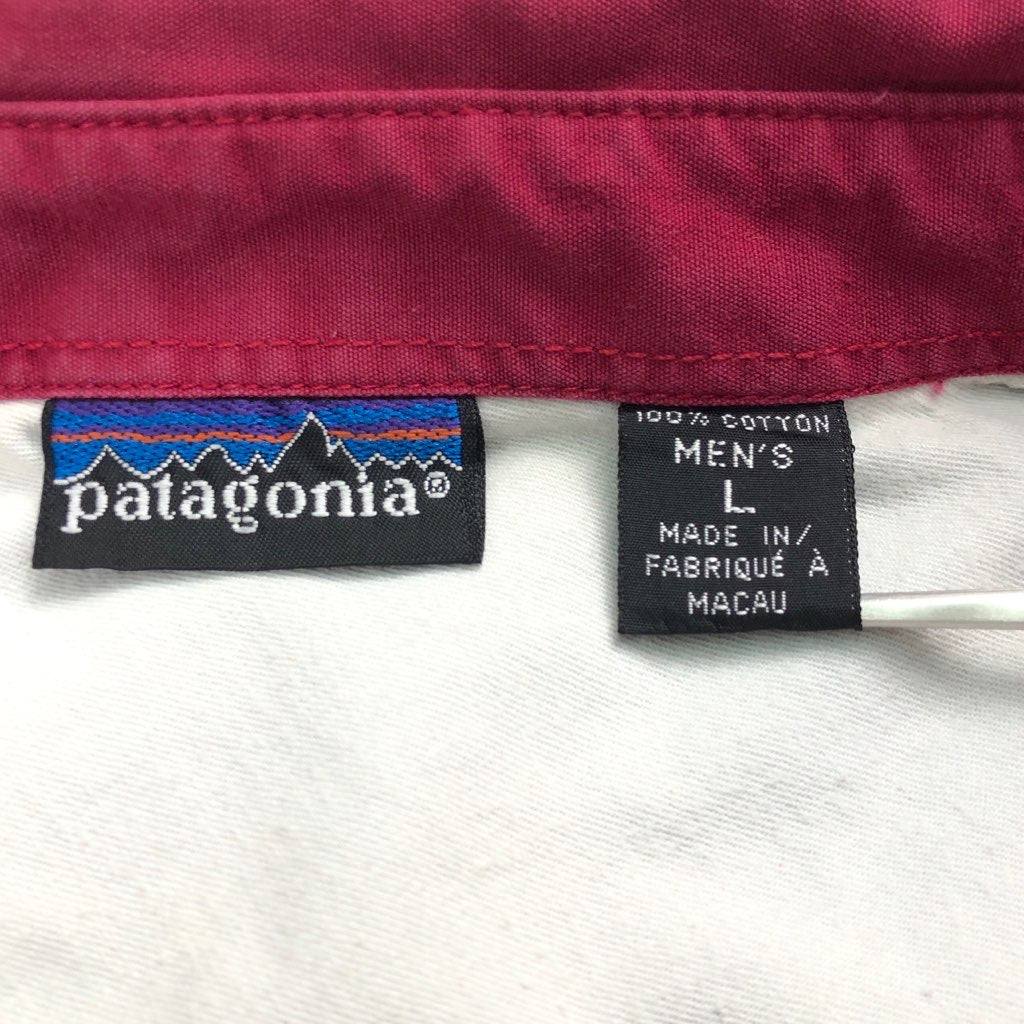 patagonia®
100% COTTON
MEN'S
L
MADE IN/
FABRIQUÉ À
MACAU